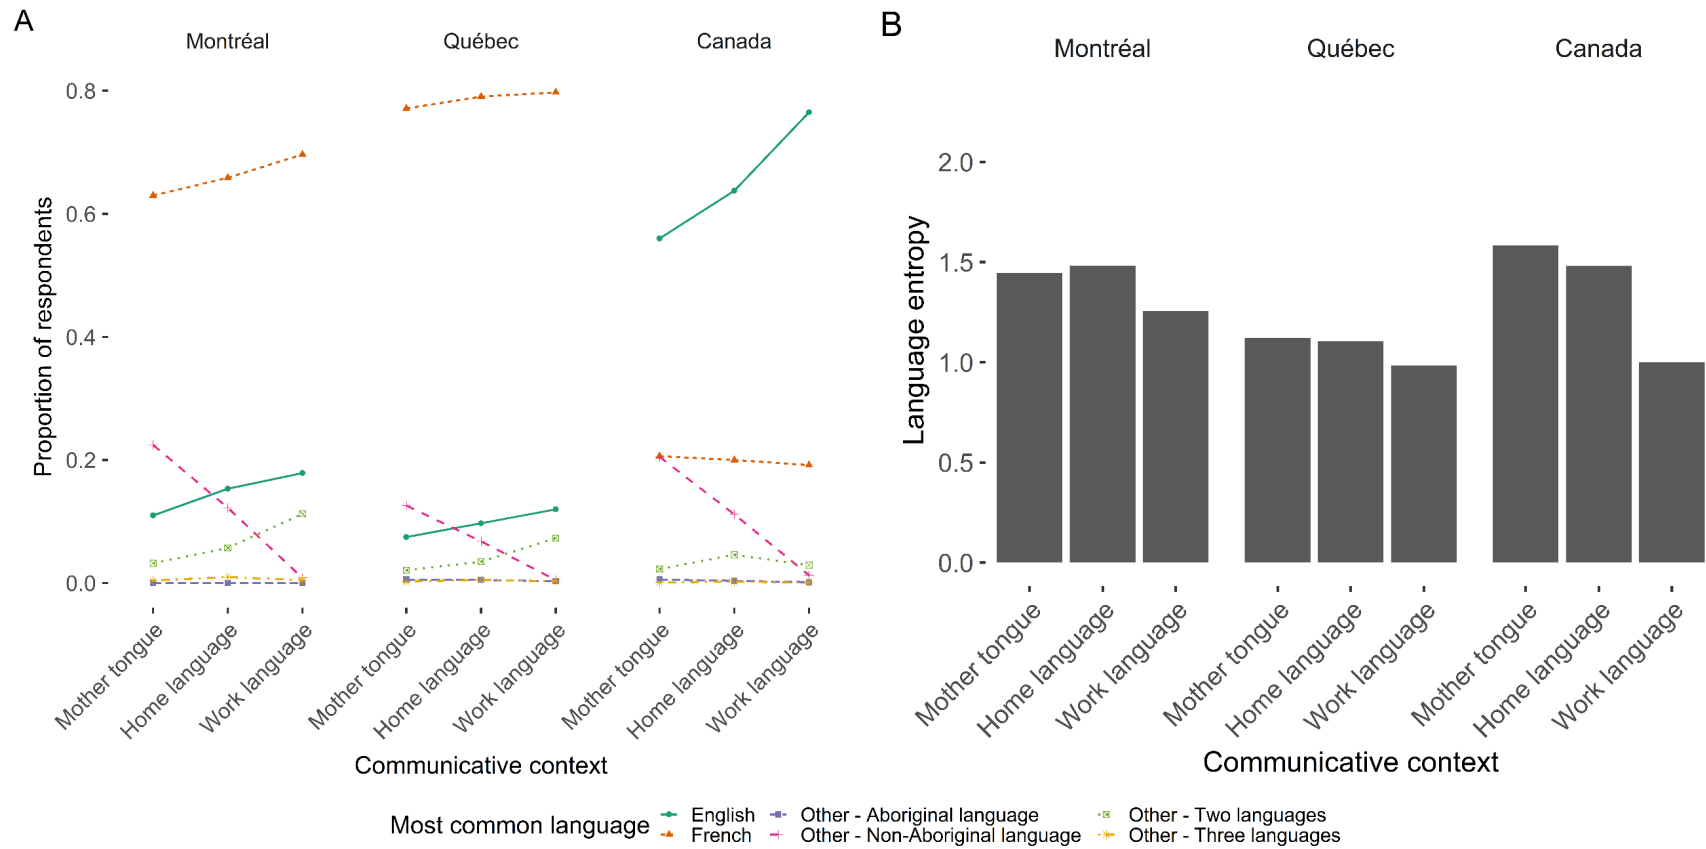 A
Montréal Québec Canada
0.8
0.6
0.4
0.2
0.0
Proportion of respondents
Mother tongue
Home language
Work language
Mother tongue
Home language
Work language
Mother tongue
Home language
Work language
Communicative context
B
Montréal Québec Canada
2.0
1.5
1.0
0.5
0.0
Language entropy
Mother tongue
Home language
Work language
Mother tongue
Home language
Work language
Mother tongue
Home language
Work language
Communicative context
Most common language
English Other - Aboriginal language Other - Two languages
French Other - Non-Aboriginal language Other - Three languages